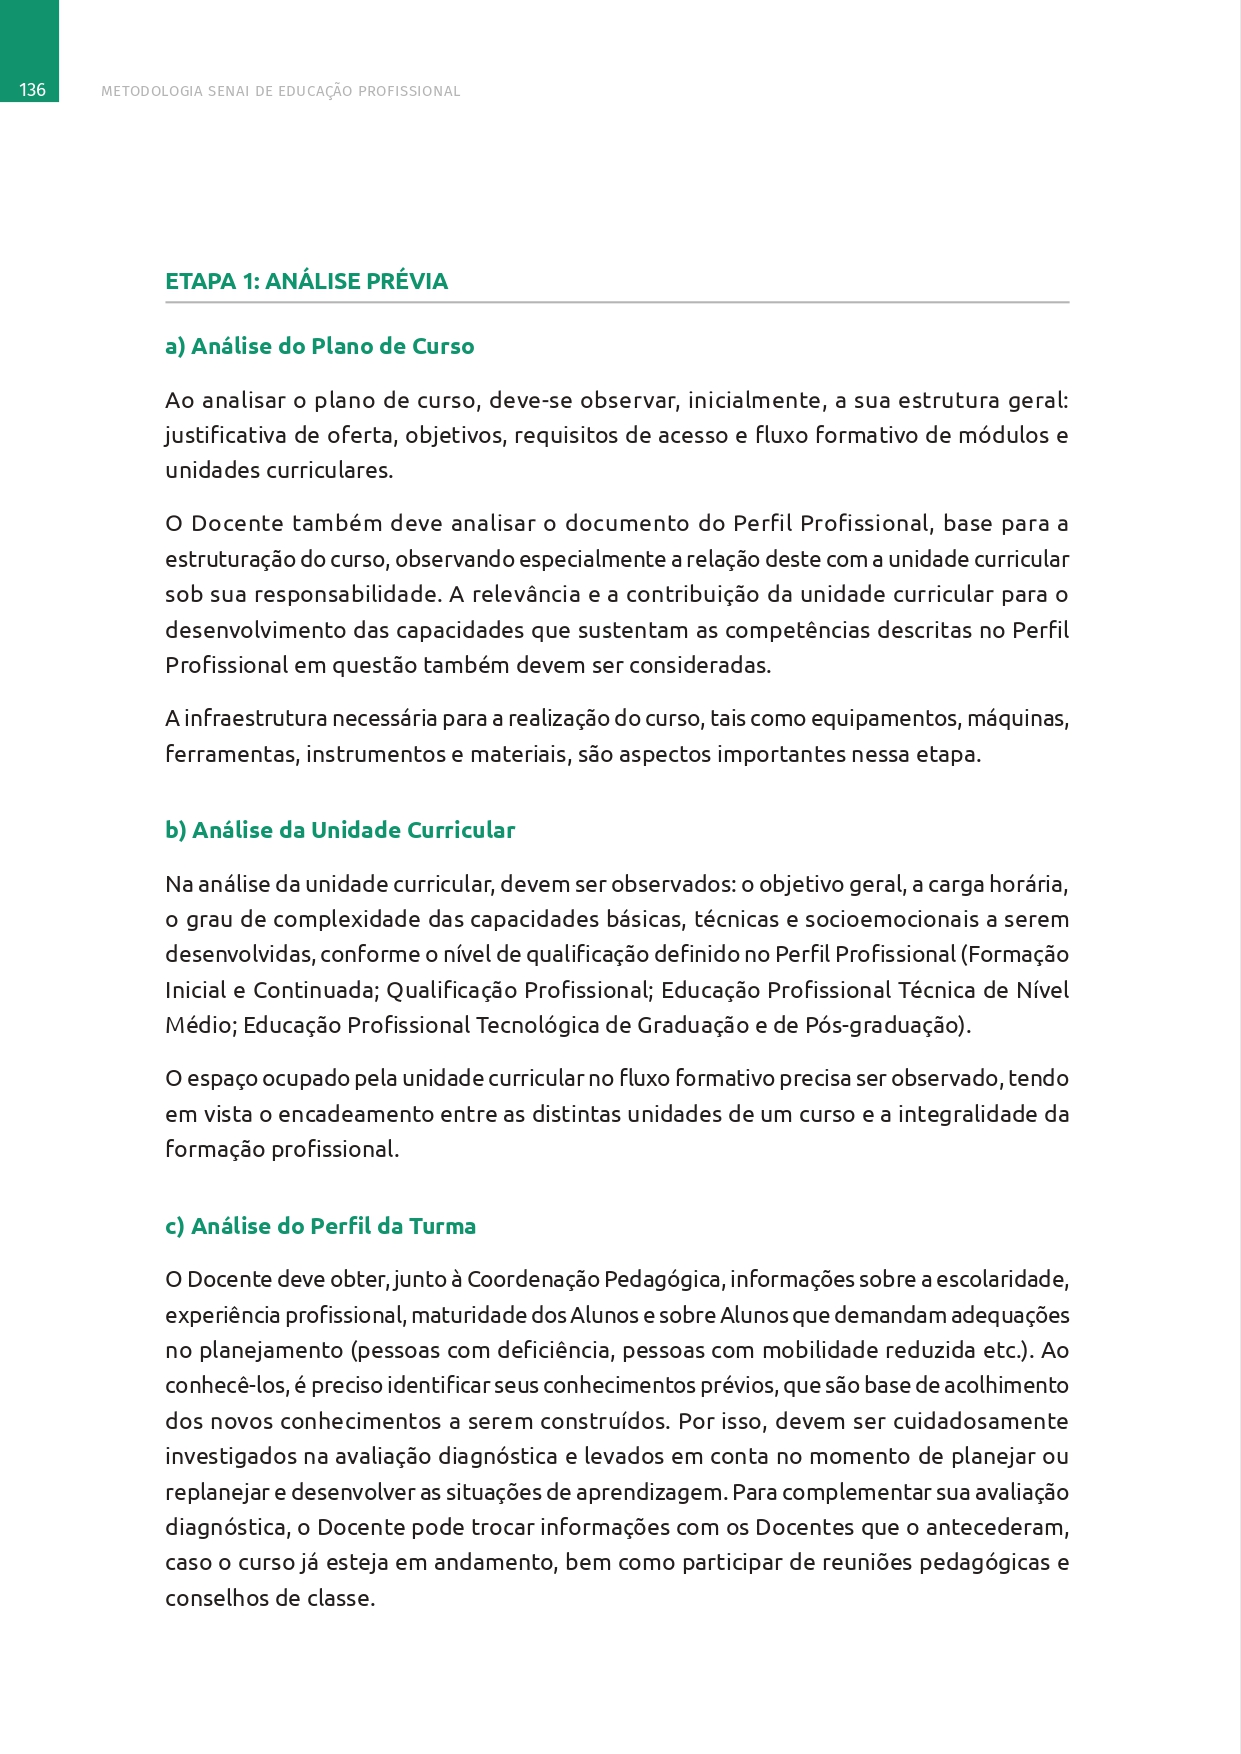 136
METODOLOGIA SENAI DE EDUCAÇÃO PROFISSIONAL
ETAPA 1: ANÁLISE PRÉVIA
a) Análise do Plano de Curso
Ao analisar o plano de curso, deve-se observar, inicialmente, a sua estrutura geral:
justificativa de oferta, objetivos, requisitos de acesso e fluxo formativo de módulos e
unidades curriculares.
O Docente também deve analisar o documento do Perfil Profissional, base para a
estruturação do curso, observando especialmente a relação deste com a unidade curricular
sob sua responsabilidade. A relevância e a contribuição da unidade curricular para o
desenvolvimento das capacidades que sustentam as competências descritas no Perfil
Profissional em questão também devem ser consideradas.
A infraestrutura necessária para a realização do curso, tais como equipamentos, máquinas,
ferramentas, instrumentos e materiais, são aspectos importantes nessa etapa.
b) Análise da Unidade Curricular
Na análise da unidade curricular, devem ser observados: o objetivo geral, a carga horária,
o grau de complexidade das capacidades básicas, técnicas e socioemocionais a serem
desenvolvidas, conforme o nível de qualificação definido no Perfil Profissional (Formação
Inicial e Continuada; Qualificação Profissional; Educação Profissional Técnica de Nível
Médio; Educação Profissional Tecnológica de Graduação e de Pós-graduação).
O espaço ocupado pela unidade curricular no fluxo formativo precisa ser observado, tendo
em vista o encadeamento entre as distintas unidades de um curso e a integralidade da
formação profissional.
c) Análise do Perfil da Turma
O Docente deve obter, junto à Coordenação Pedagógica, informações sobre a escolaridade,
experiência profissional, maturidade dos Alunos e sobre Alunos que demandam adequações
no planejamento (pessoas com deficiência, pessoas com mobilidade reduzida etc.). Ao
conhecê-los, é preciso identificar seus conhecimentos prévios, que são base de acolhimento
dos novos conhecimentos a serem construídos. Por isso, devem ser cuidadosamente
investigados na avaliação diagnóstica e levados em conta no momento de planejar ou
replanejar e desenvolver as situações de aprendizagem. Para complementar sua avaliação
diagnóstica, o Docente pode trocar informações com os Docentes que o antecederam,
caso o curso já esteja em andamento, bem como participar de reuniões pedagógicas e
conselhos de classe.